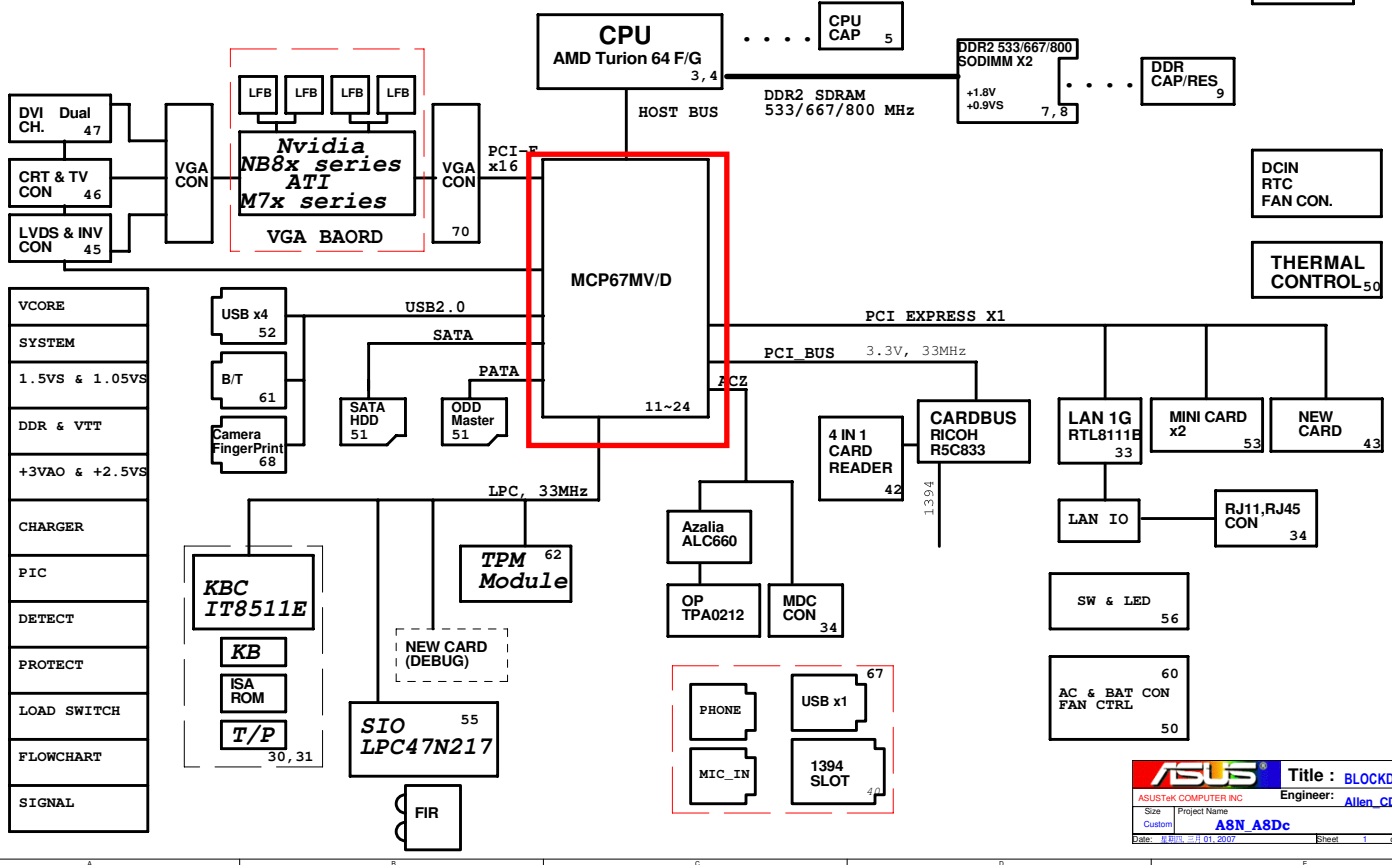 CPU
AMD Turion 64 F/G
3,4
CPU
CAP 5
DDR2 533/667/800
SODIMM X2
+1.8V
+0.9VS
7,8
DDR
CAP/RES
9
DDR2 SDRAM
533/667/800 MHz
HOST BUS
LFB
LFB
LFB
LFB
DVI Dual
CH. 47
CRT & TV
CON 46
LVDS & INV
CON 45
VGA
CON
Nvidia
NB8x series
ATI
M7x series
VGA BAORD
VGA
CON
70
PCI-E
x16
MCP67MV/D
11~24
DCIN
RTC
FAN CON.
THERMAL
CONTROL 50
VCORE
SYSTEM
1.5VS & 1.05VS
DDR & VTT
+3VAO & +2.5VS
CHARGER
PIC
DETECT
PROTECT
LOAD SWITCH
FLOWCHART
SIGNAL
USB x4
52
B/T
61
Camera
FingerPrint
68
USB2.0
SATA
PATA
SATA
HDD
51
ODD
Master
51
PCI EXPRESS X1
PCI_BUS 3.3V, 33MHz
ACZ
4 IN 1
CARD
READER
42
CARDBUS
RICOH
R5C833
1394
LAN 1G
RTL8111B
33
MINI CARD
x2
53
NEW
CARD
43
LAN IO
RJ11,RJ45
CON
34
LPC, 33MHz
Azalia
ALC660
OP
TPA0212
MDC
CON
34
KBC
IT8511E
KB
ISA
ROM
T/P
30,31
TPM 62
Module
NEW CARD
(DEBUG)
SIO 55
LPC47N217
FIR
67
PHONE
USB x1
MIC_IN
1394
SLOT
40
SW & LED
56
60
AC & BAT CON
FAN CTRL
50
ASUS®
ASUSTeK COMPUTER INC
Title : BLOCKD
Engineer: Allen_CD
Size
Custom
Project Name
A8N_A8Dc
Date: 星期四, 三月 01, 2007
Sheet 1
A
B
C
D
E